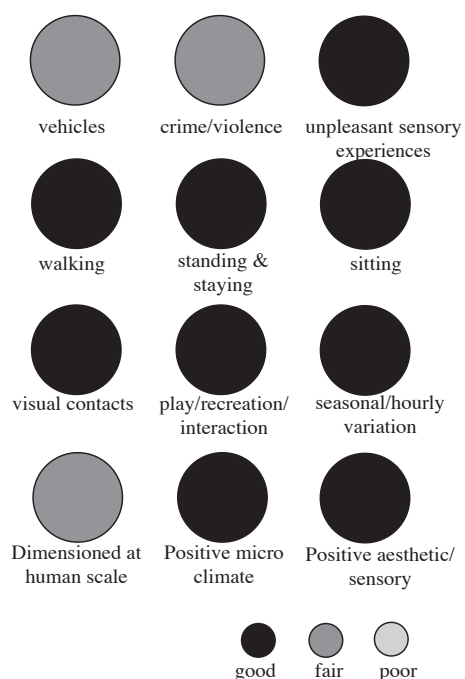 vehicles
crime/violence
unpleasant sensory
experiences
walking
standing &
staying
sitting
visual contacts
play/recreation/
interaction
seasonal/hourly
variation
Dimensioned at
human scale
Positive micro
climate
Positive aesthetic/
sensory
good
fair
poor